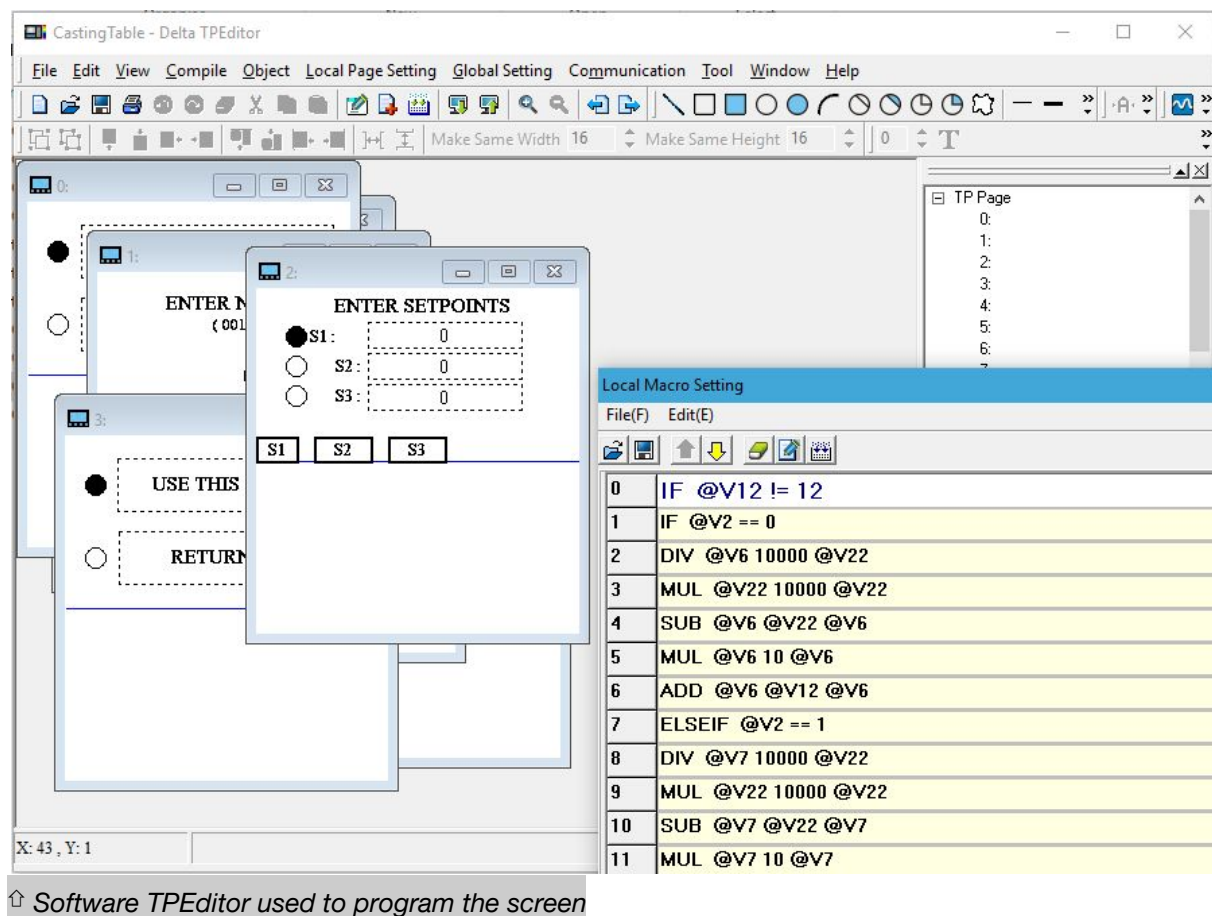 CastingTable - Delta TPEditor
File Edit View Compile Object Local Page Setting Global Setting Communication Tool Window Help
Make Same Width 16 Make Same Height 16 0
0:
1:
ENTER
( 001
2:
ENTER SETPOINTS
S1 : 0
S2 : 0
S3 : 0
S1 S2 S3
3:
USE THIS
RETURN
TP Page
0:
1:
2:
3:
4:
5:
6:
Local Macro Setting
File(F) Edit(E)
0 IF @V12 != 12
1 IF @V2 == 0
2 DIV @V6 10000 @V22
3 MUL @V22 10000 @V22
4 SUB @V6 @V22 @V6
5 MUL @V6 10 @V6
6 ADD @V6 @V12 @V6
7 ELSEIF @V2 == 1
8 DIV @V7 10000 @V22
9 MUL @V22 10000 @V22
10 SUB @V7 @V22 @V7
11 MUL @V7 10 @V7
X: 43 , Y: 1
⇧ Software TPEditor used to program the screen